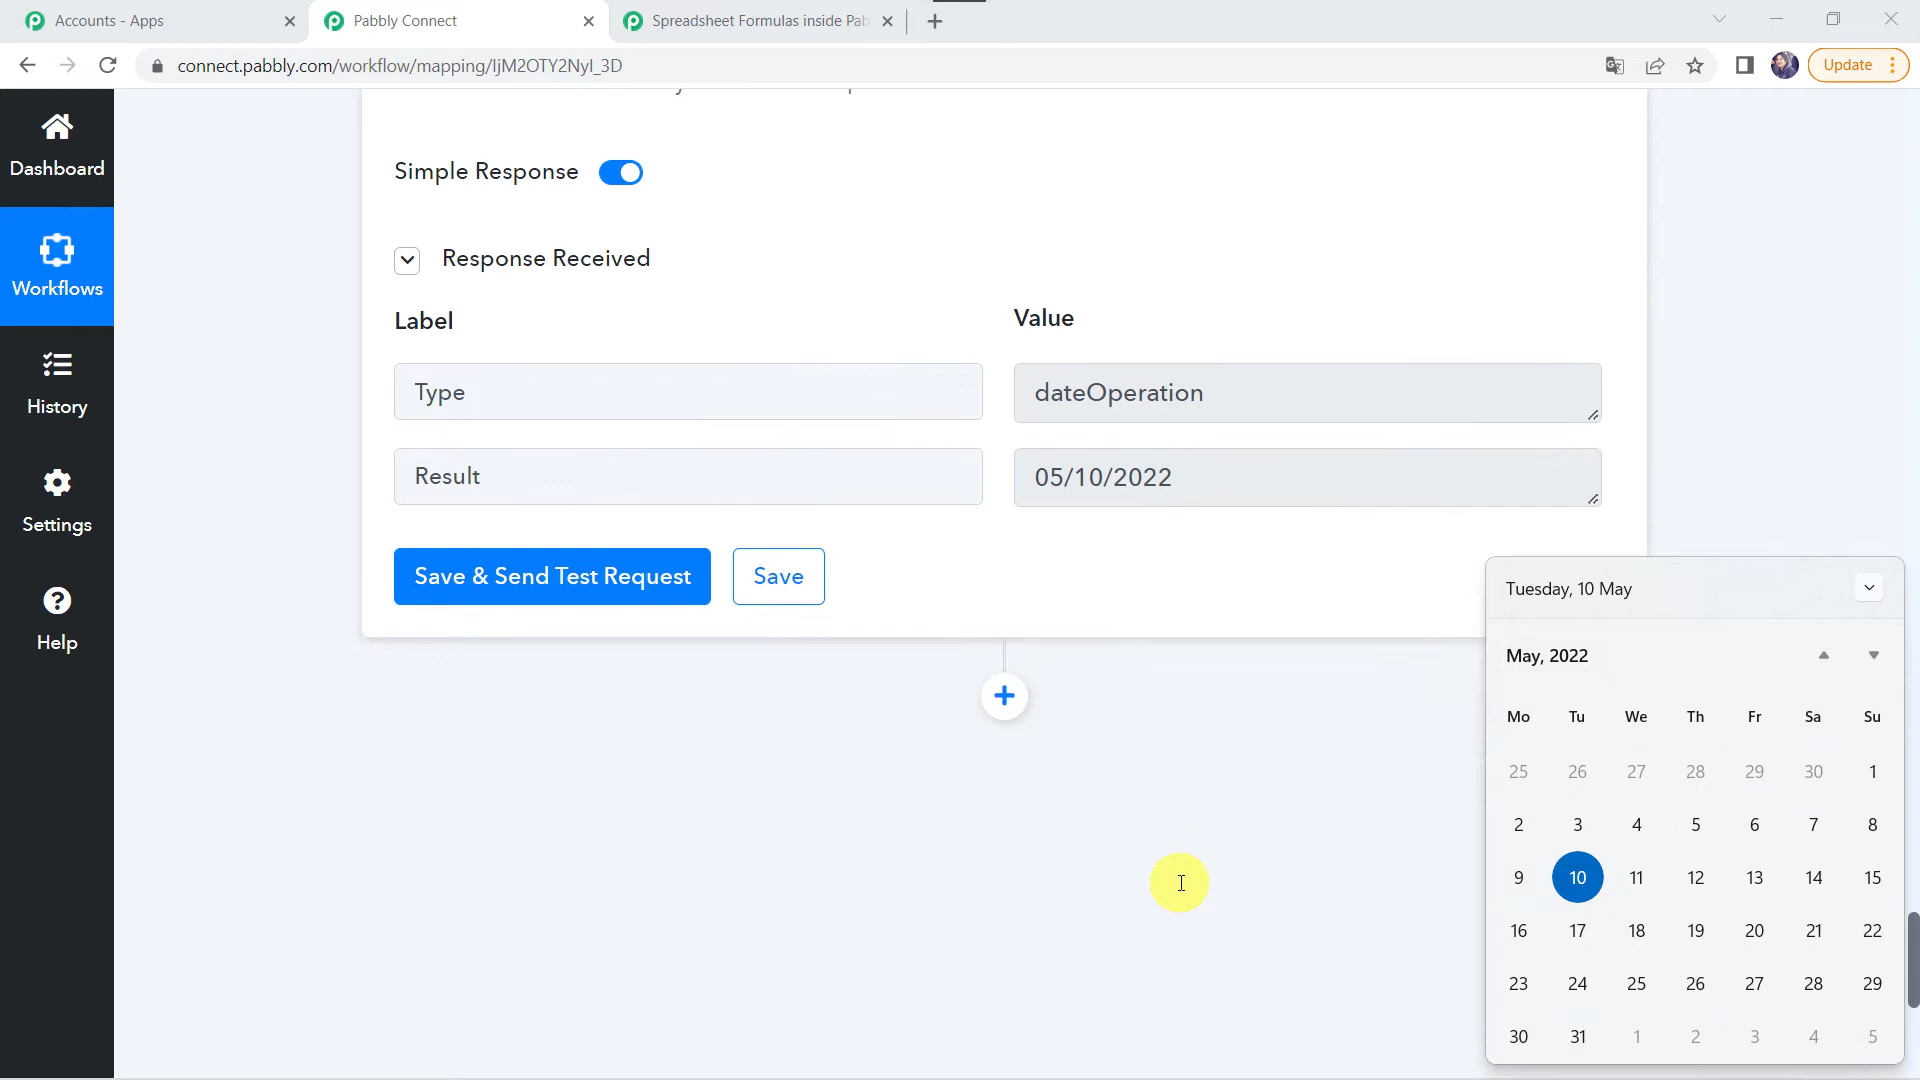 Accounts - Apps
Pabbly Connect
Spreadsheet Formulas inside Pab
connect.pabbly.com/workflow/mapping/IjM2OTY2NyI_3D
Update
Dashboard
Workflows
History
Settings
Help
Simple Response
Response Received
Label
Value
Type
dateOperation
Result
05/10/2022
Save & Send Test Request
Save
Tuesday, 10 May
May, 2022
Mo Tu We Th Fr Sa Su
25 26 27 28 29 30 1
2 3 4 5 6 7 8
9 10 11 12 13 14 15
16 17 18 19 20 21 22
23 24 25 26 27 28 29
30 31 1 2 3 4 5